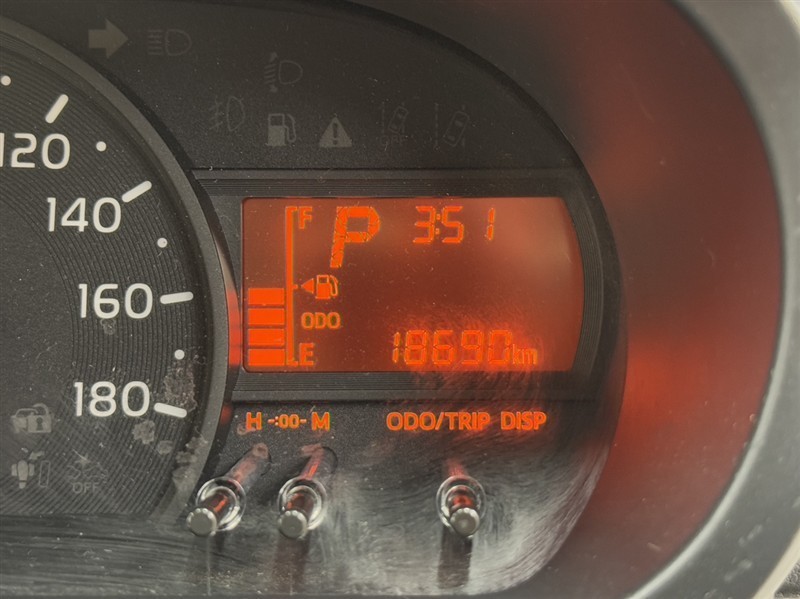 120
140
160
180
F
P
3:51
ODO
E
18690km
H -:00- M
ODO/TRIP DISP
OFF